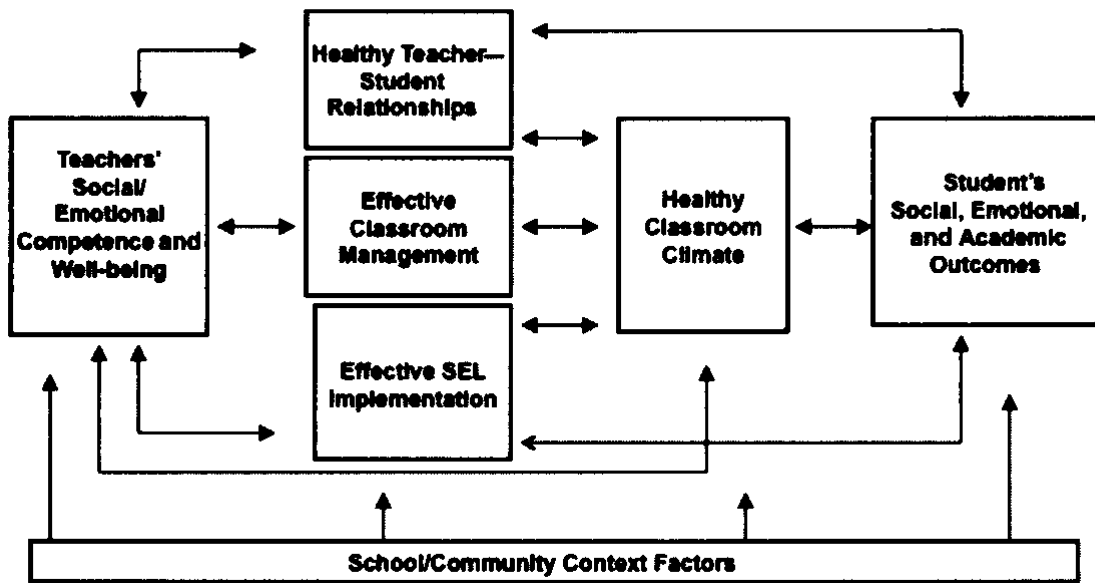 Healthy Teacher—
Student
Relationships
Teachers'
Social/
Emotional
Competence and
Well-being
Effective
Classroom
Management
Healthy
Classroom
Climate
Student's
Social, Emotional,
and Academic
Outcomes
Effective SEL
Implementation
School/Community Context Factors